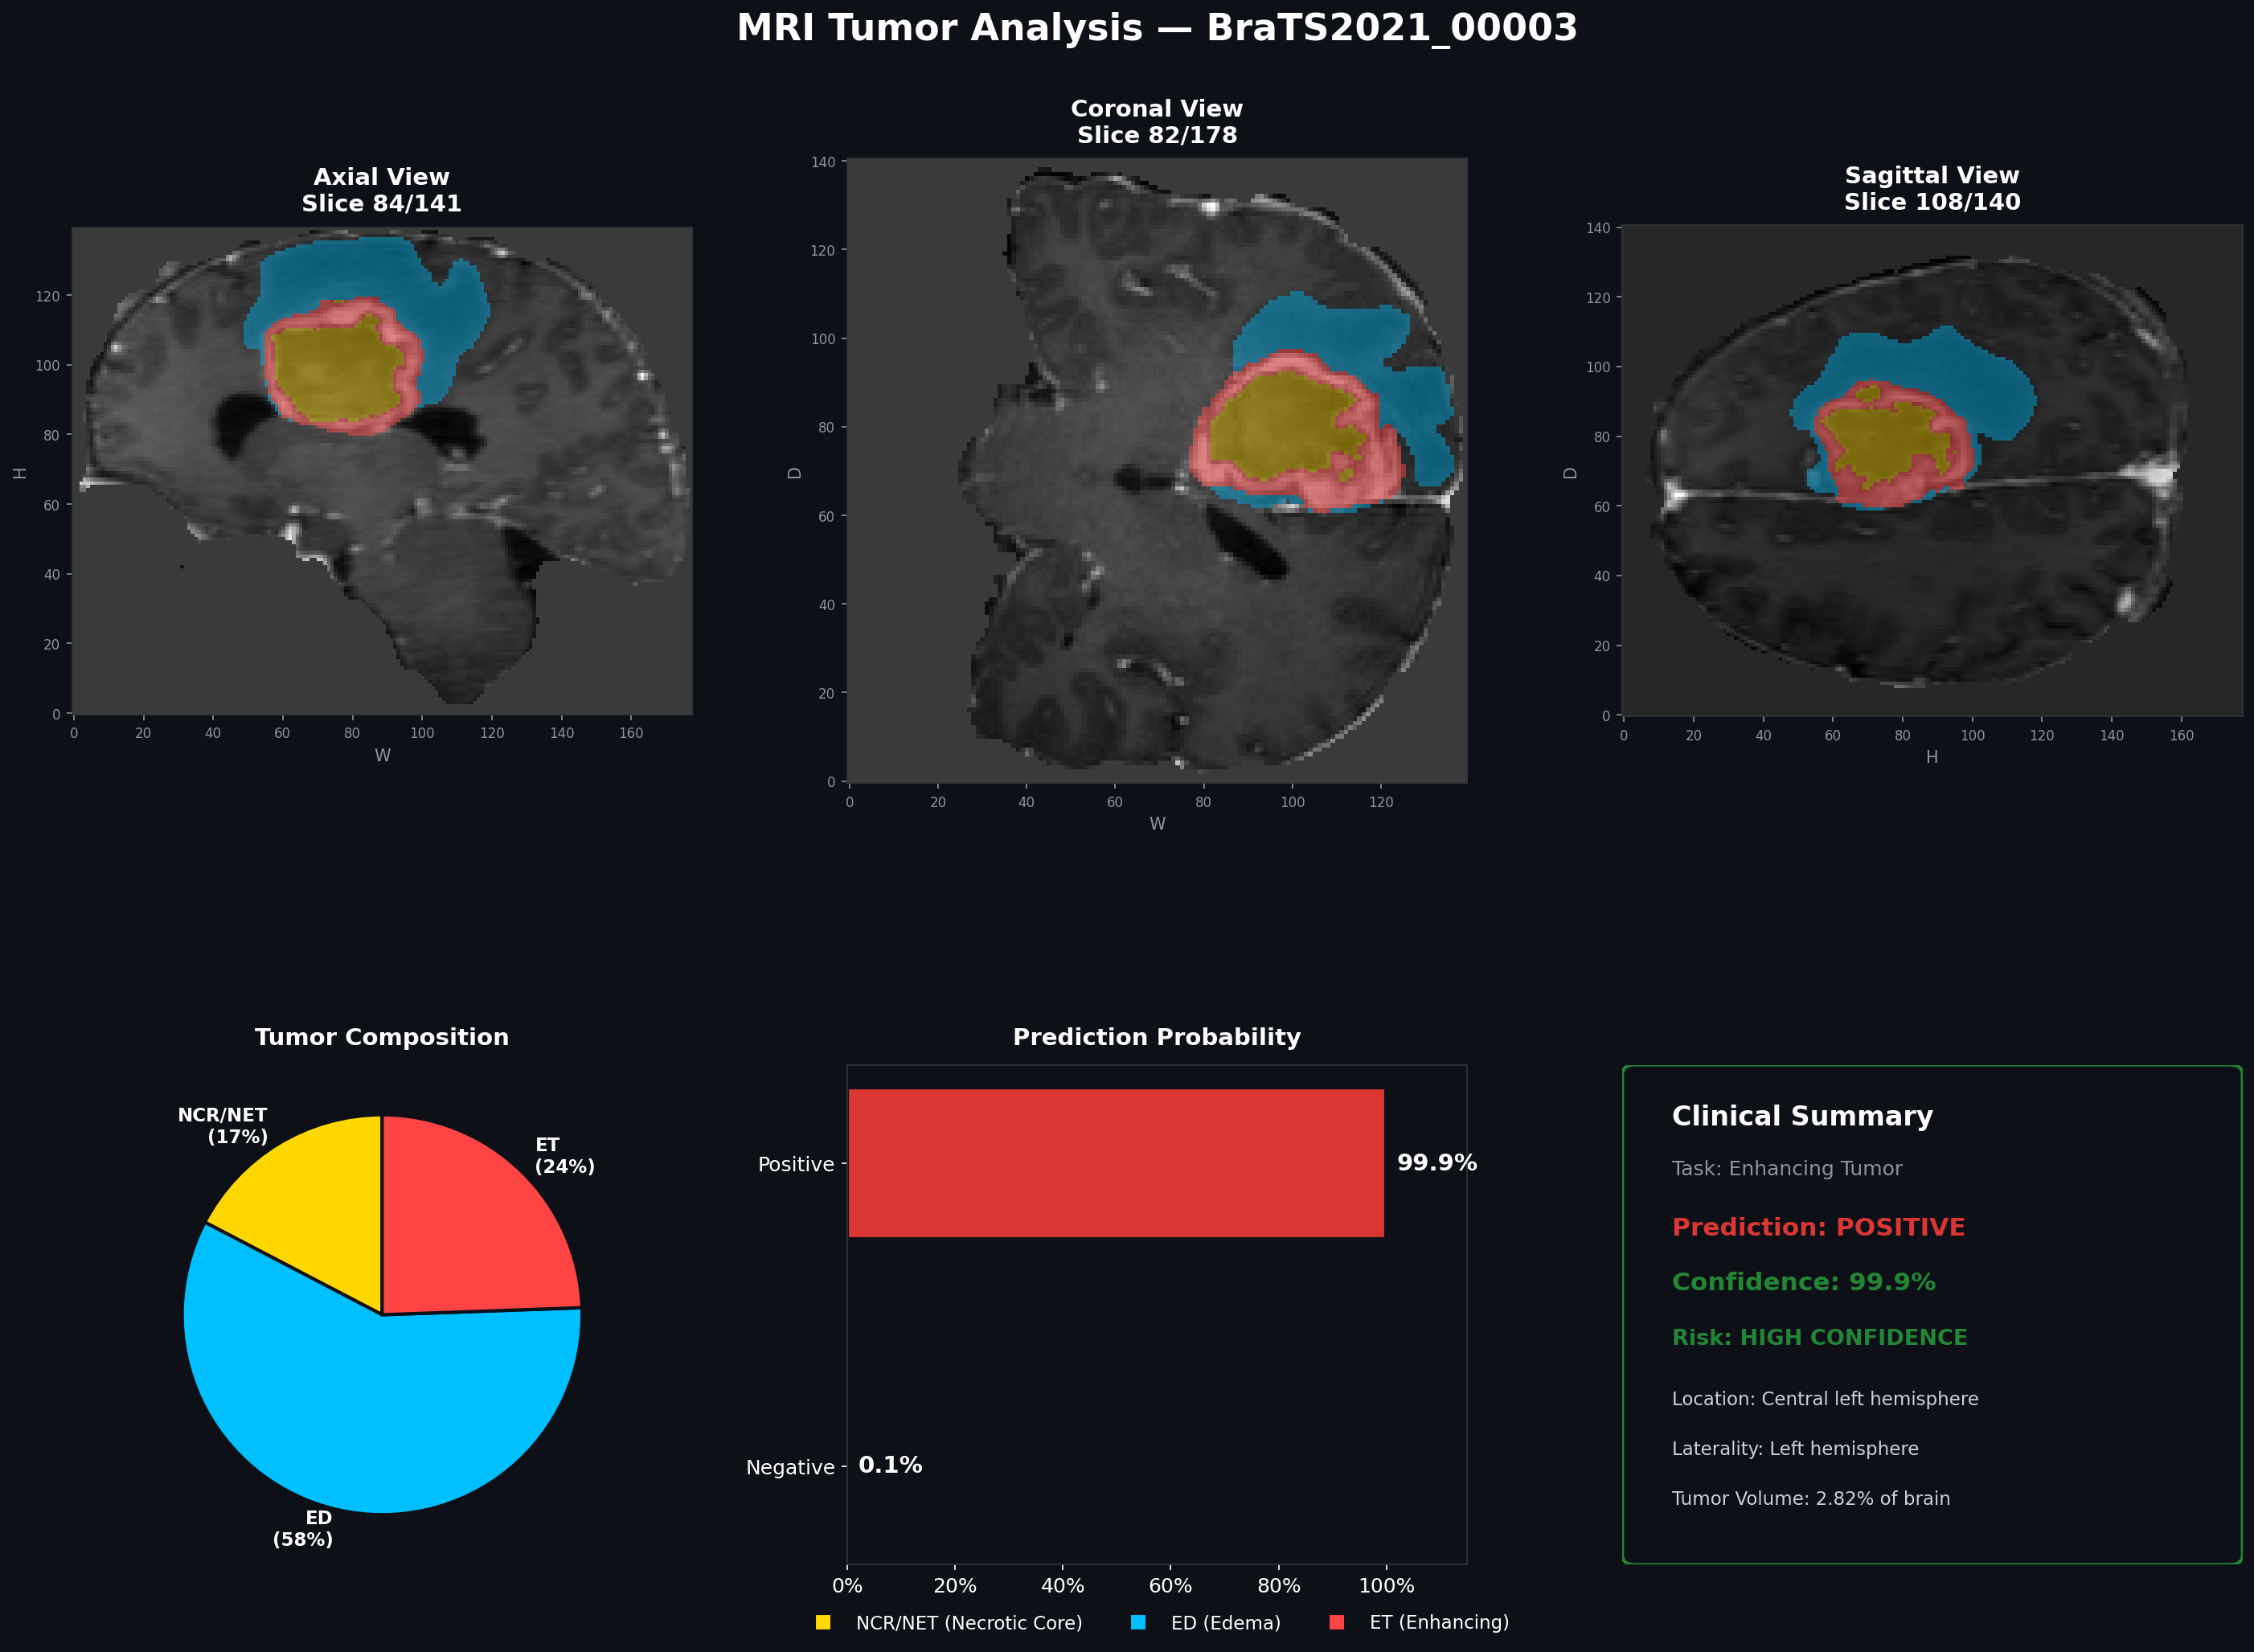 MRI Tumor Analysis — BraTS2021_00003
Axial View
Slice 84/141
H
120
100
80
60
40
20
0
0 20 40 60 80 100 120 140 160
W
Coronal View
Slice 82/178
D
140
120
100
80
60
40
20
0
0 20 40 60 80 100 120
W
Sagittal View
Slice 108/140
D
140
120
100
80
60
40
20
0
0 20 40 60 80 100 120 140 160
H
Tumor Composition
NCR/NET
(17%)
ET
(24%)
ED
(58%)
Prediction Probability
Positive
99.9%
Negative
0.1%
0% 20% 40% 60% 80% 100%
Clinical Summary
Task: Enhancing Tumor
Prediction: POSITIVE
Confidence: 99.9%
Risk: HIGH CONFIDENCE
Location: Central left hemisphere
Laterality: Left hemisphere
Tumor Volume: 2.82% of brain
NCR/NET (Necrotic Core) ED (Edema) ET (Enhancing)